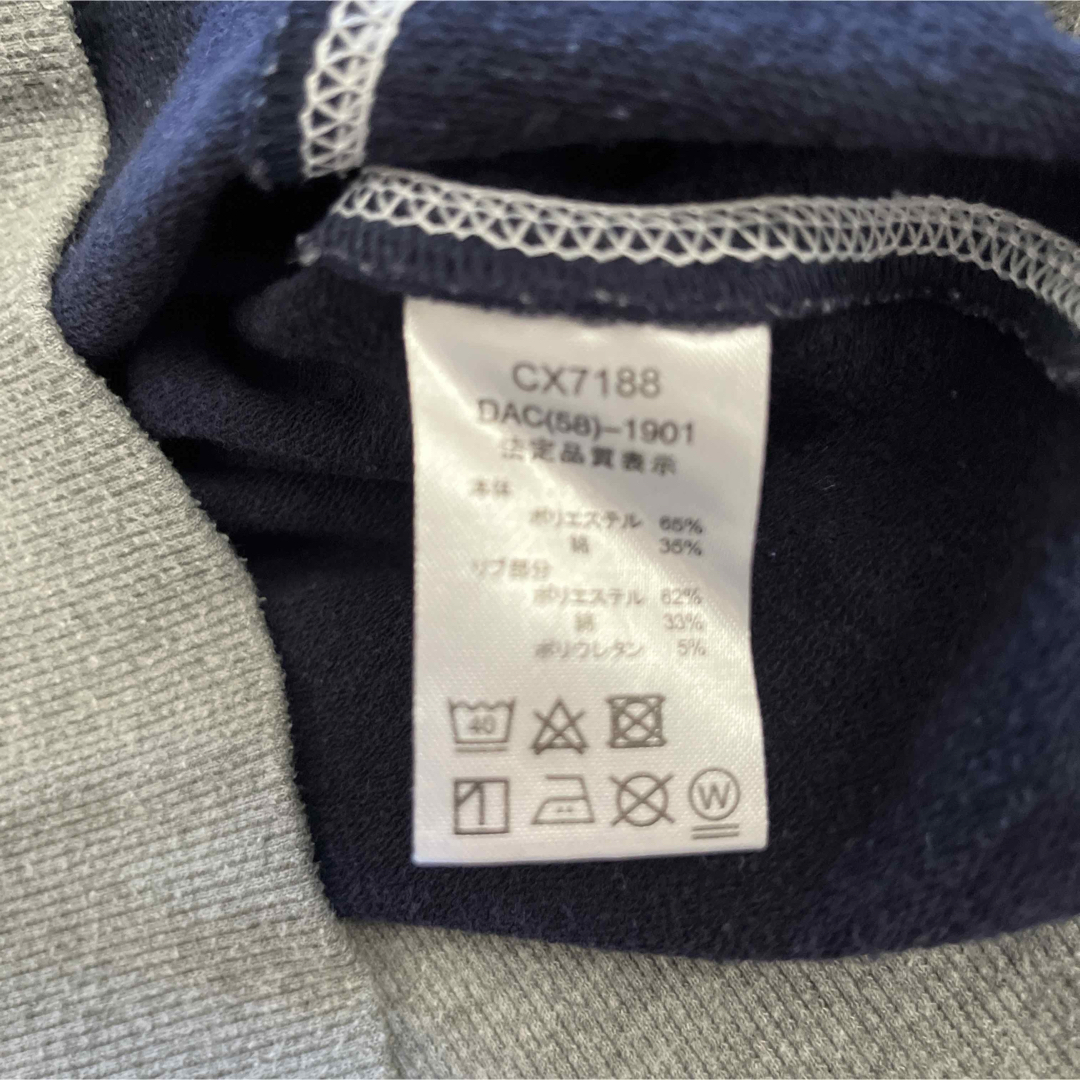 CX7188
DAC(58)-1901
法定品質表示
本体
ポリエステル 65%
綿 35%
リブ部分
ポリエステル 62%
綿 33%
ポリウレタン 5%
40
W